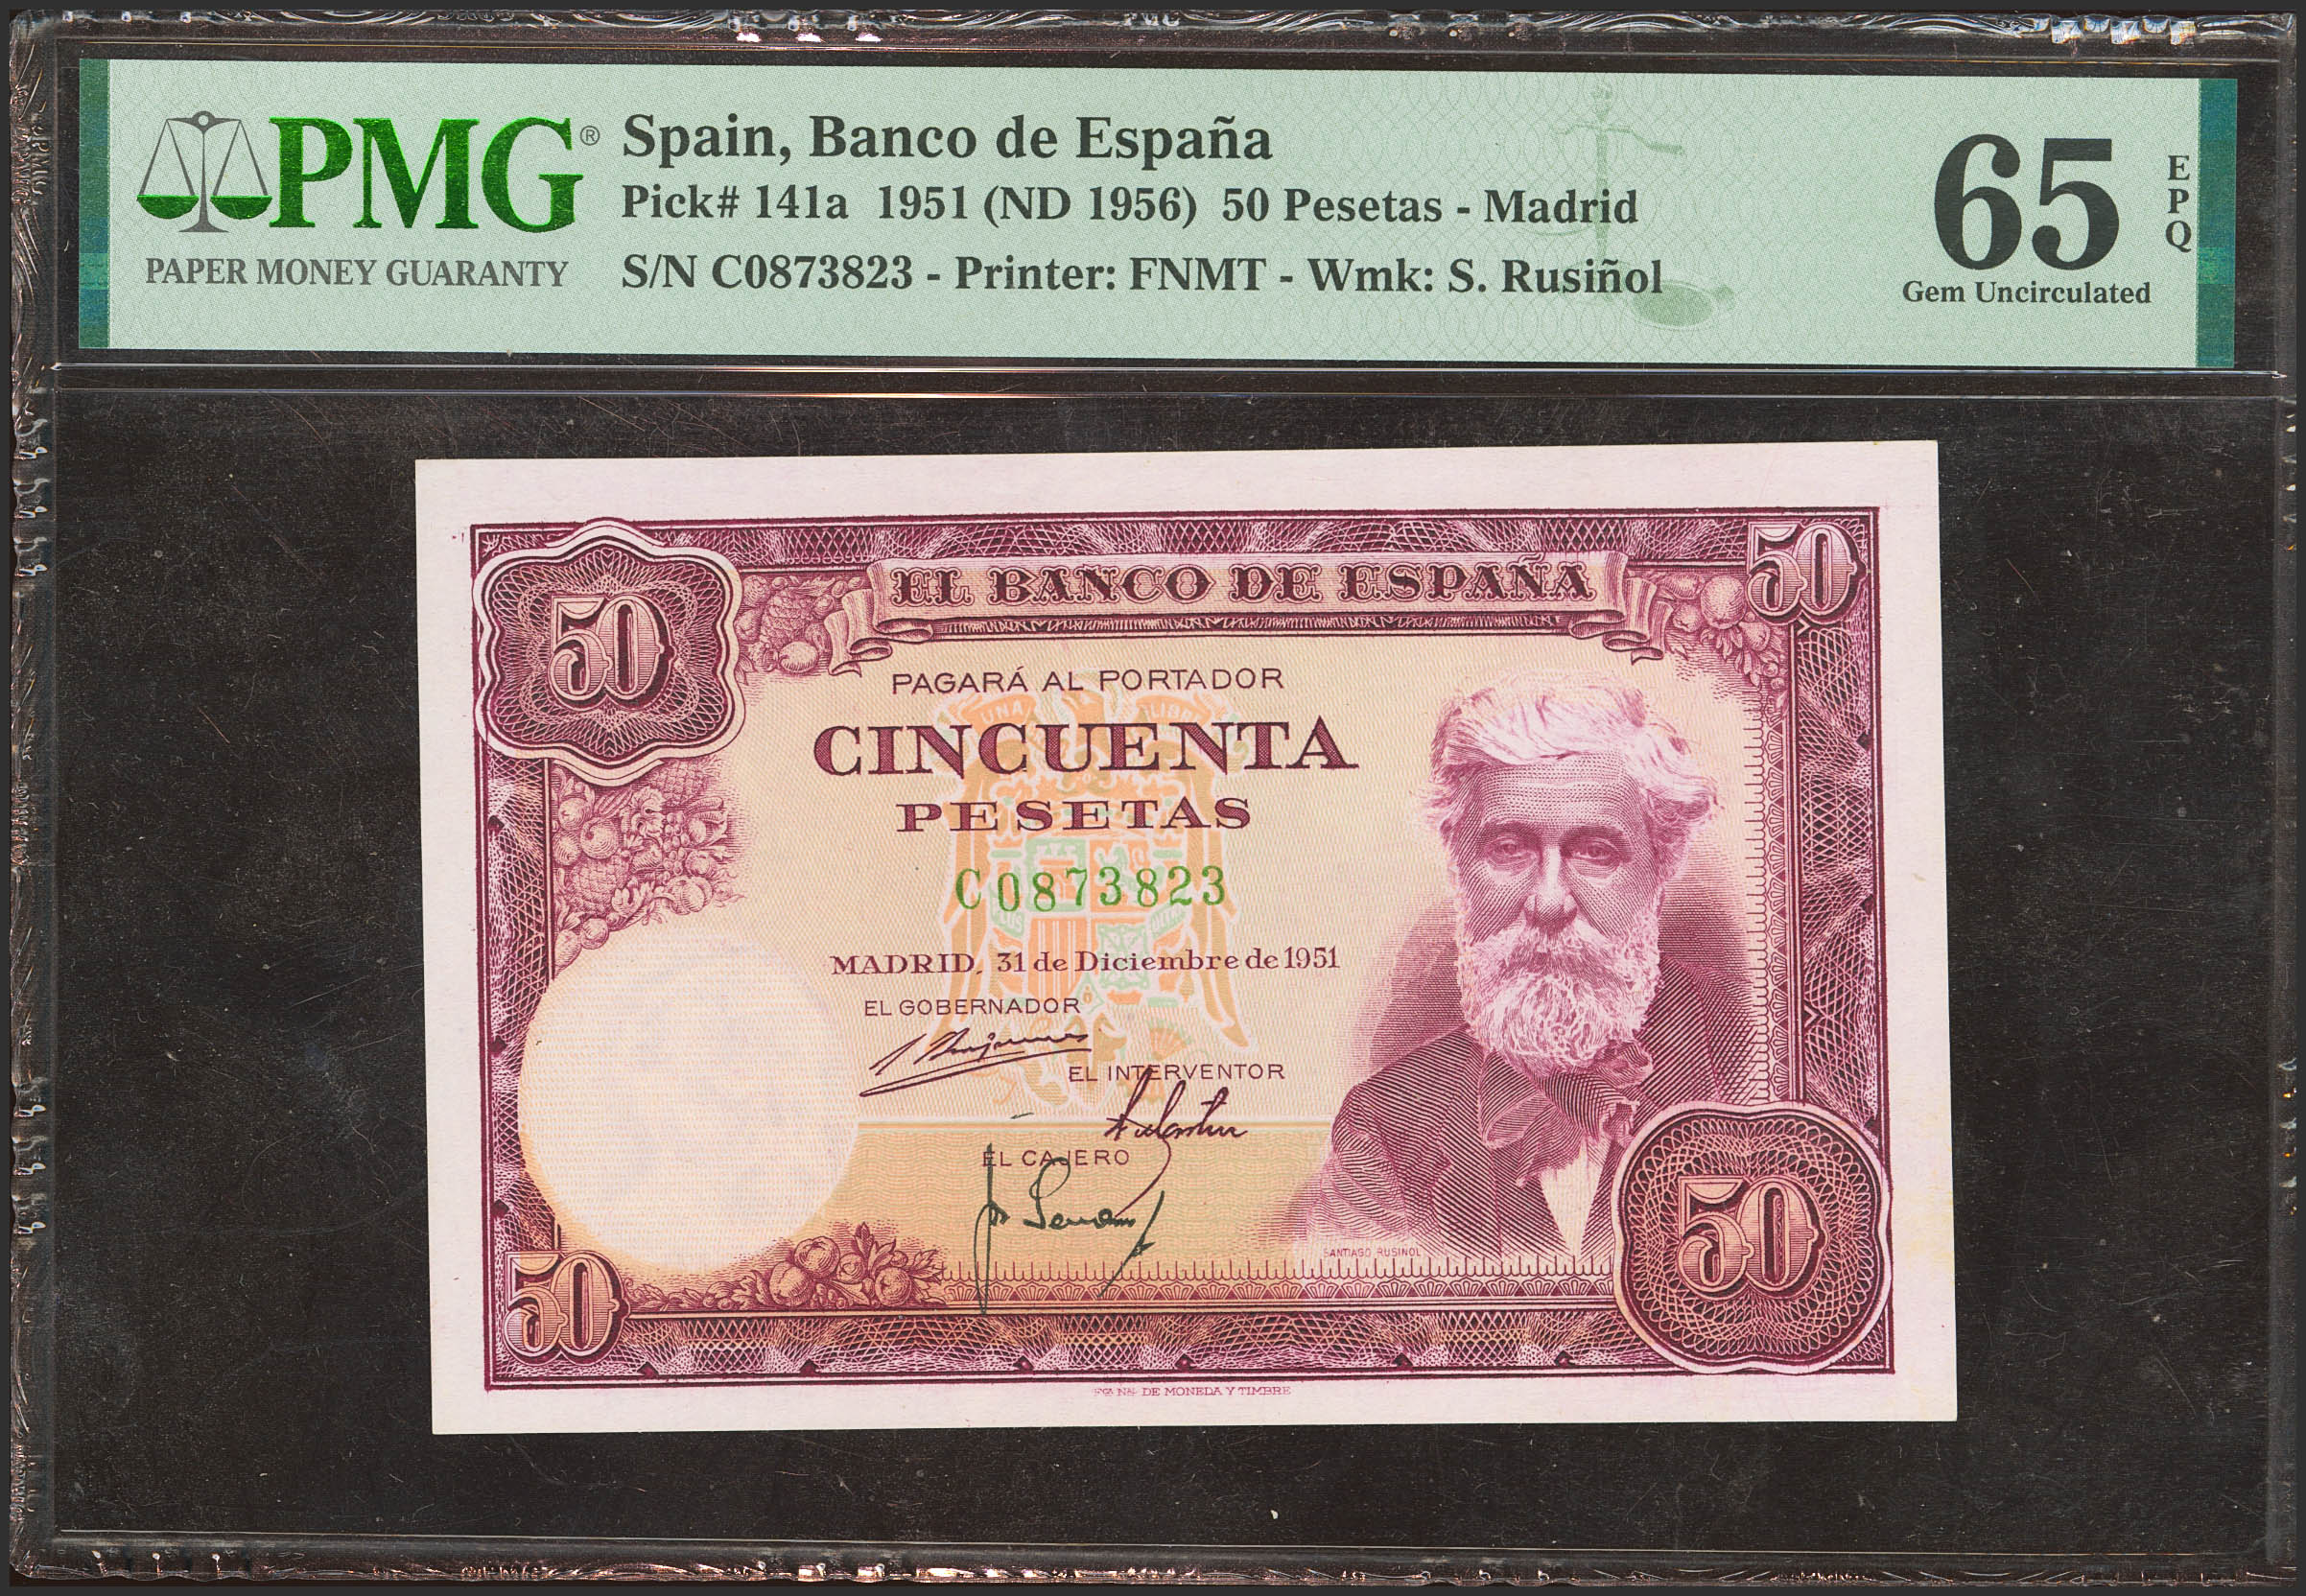 PMG
PMG®
PAPER MONEY GUARANTY
Spain, Banco de España
Pick# 141a 1951 (ND 1956) 50 Pesetas - Madrid
S/N C0873823 - Printer: FNMT - Wmk: S. Rusiñol
65
EPQ
Gem Uncirculated
50
50
EL BANCO DE ESPAÑA
PAGARÁ AL PORTADOR
UNA
CINCUENTA
PESETAS
C0873823
MADRID, 31 de Diciembre de 1951
EL GOBERNADOR
EL INTERVENTOR
EL CAJERO
SANTIAGO RUSIÑOL
50
50
DE MONEDA Y TIMBRE